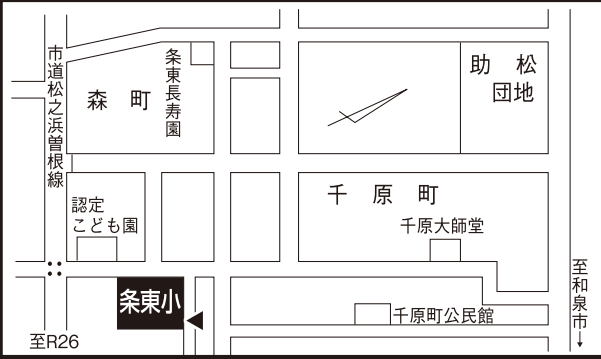 市道松之浜曽根線
森町
条東長寿園
助松
団地
認定
こども園
千原町
千原大師堂
条東小
千原町公民館
至R26
至和泉市